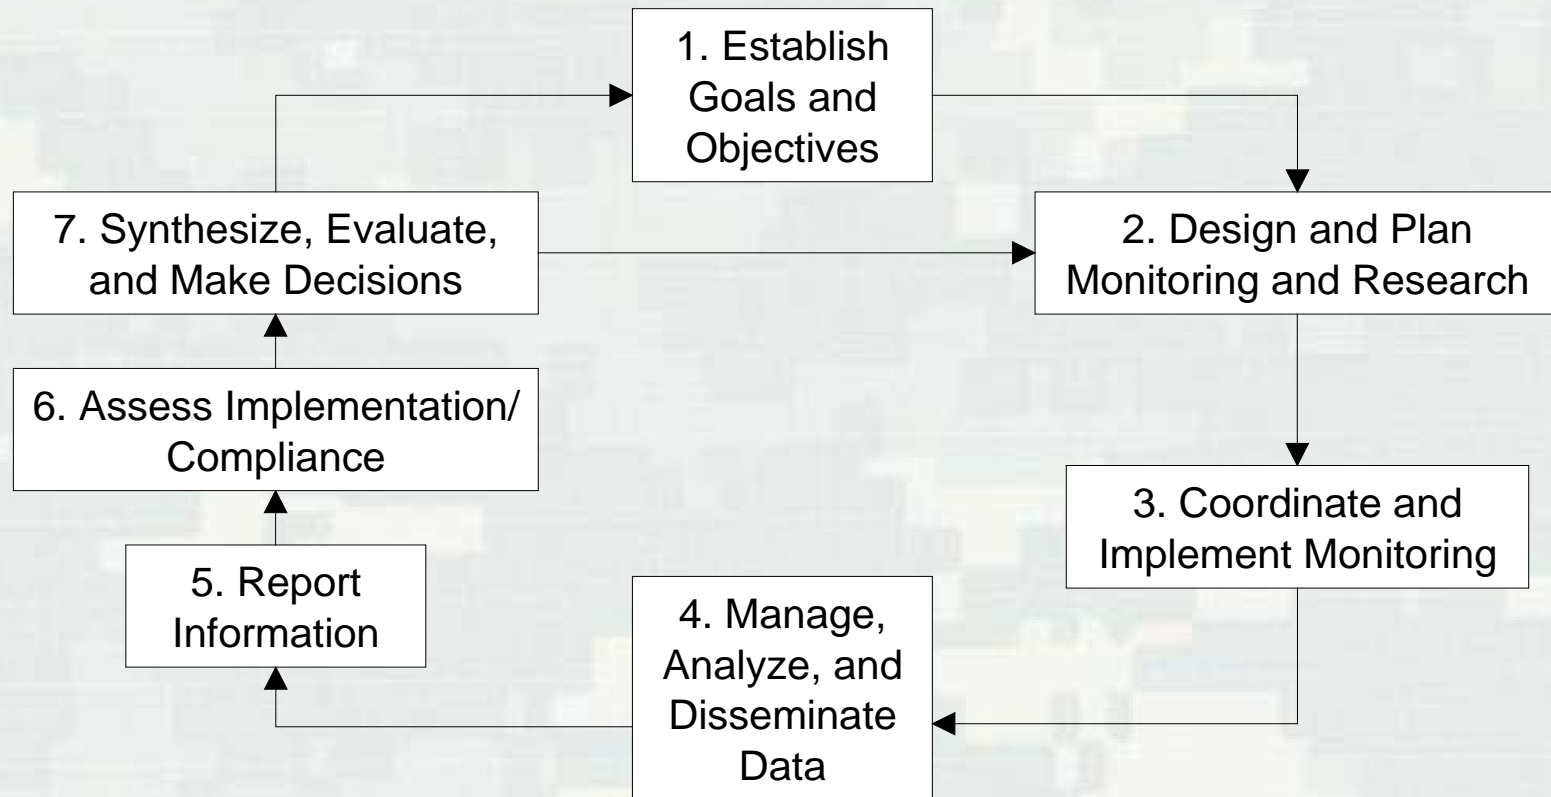 1. Establish
Goals and
Objectives
7. Synthesize, Evaluate,
and Make Decisions
2. Design and Plan
Monitoring and Research
6. Assess Implementation/
Compliance
3. Coordinate and
Implement Monitoring
5. Report
Information
4. Manage,
Analyze, and
Disseminate
Data